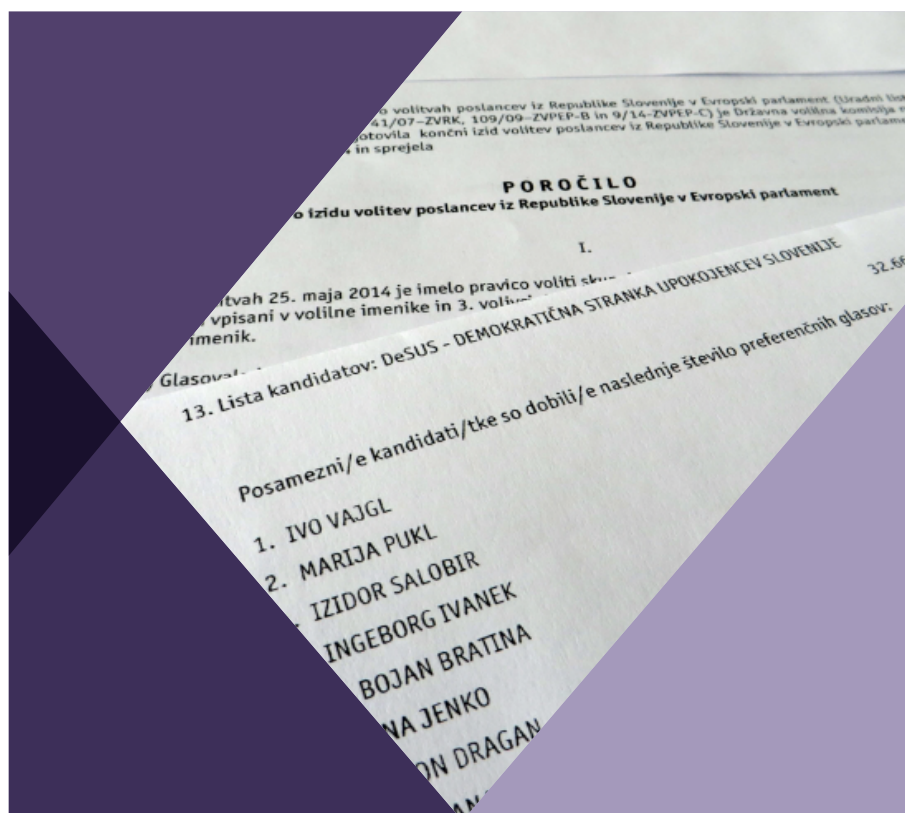 o volitvah poslancev iz Republike Slovenije v Evropski parlament (Uradni list
41/07-ZVRK, 109/09-ZVPEP-B in 9/14-ZVPEP-C) je Državna volilna komisija
končni izid volitev poslancev iz Republike Slovenije v Evropski
in sprejela
POROČILO
o izidu volitev poslancev iz Republike Slovenije v Evropski parlament
I.
25. maja 2014 je imelo pravico voliti
vpisani v volilne imenike in 3.
imenik.
13. Lista kandidatov: DeSUS - DEMOKRATIČNA STRANKA UPOKOJENCEV SLOVENIJE
32.66
Posamezni/e kandidati/tke so dobili/e naslednje število preferenčnih glasov:
1. IVO VAJGL
2. MARIJA PUKL
IZIDOR SALOBIR
INGEBORG IVANEK
BOJAN BRATINA
NA JENKO
ON DRAGAN